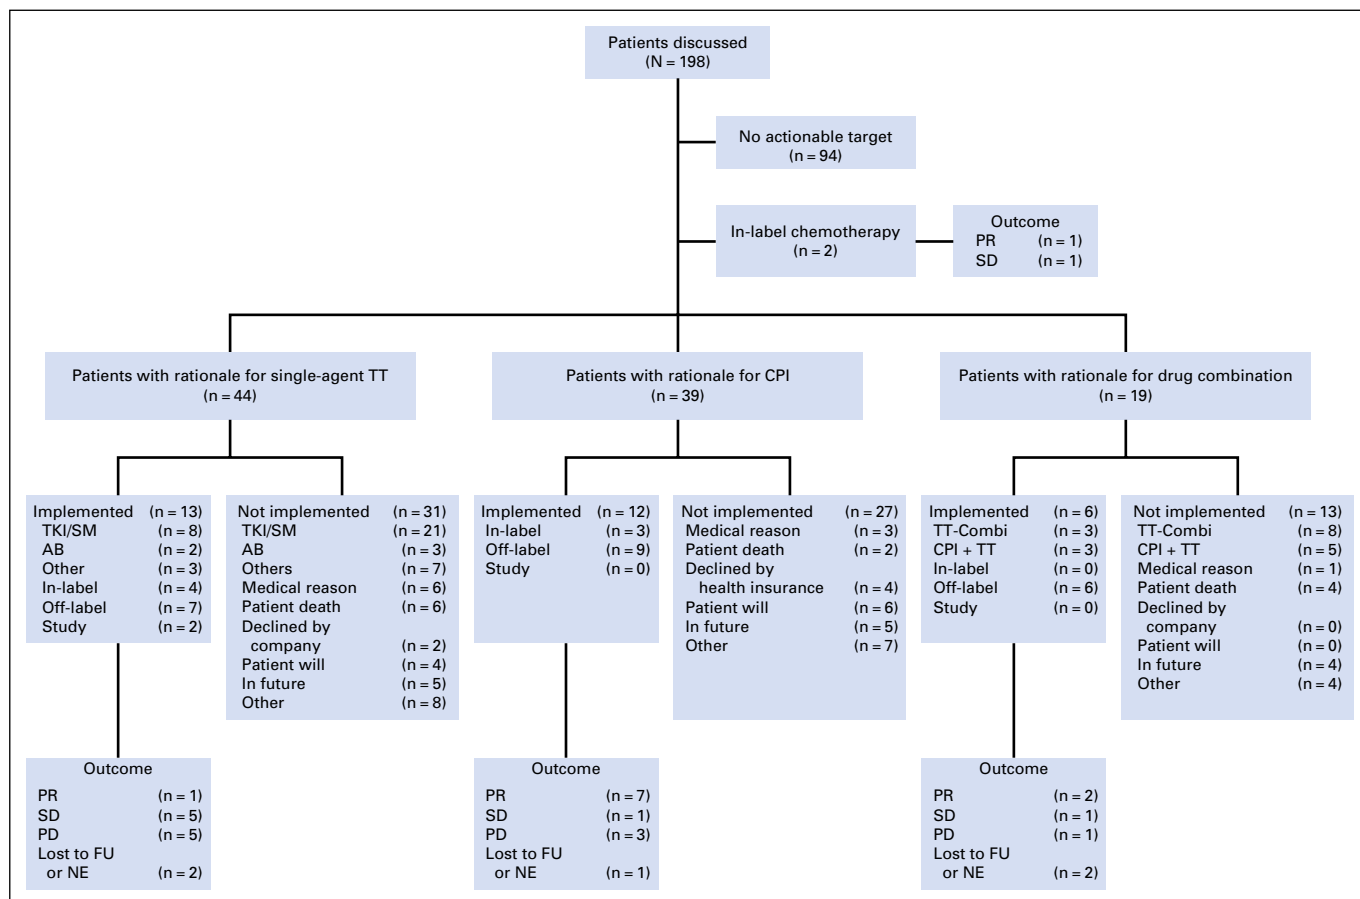 Patients discussed
(N = 198)
No actionable target
(n = 94)
In-label chemotherapy
(n = 2)
Outcome
PR (n = 1)
SD (n = 1)
Patients with rationale for single-agent TT
(n = 44)
Patients with rationale for CPI
(n = 39)
Patients with rationale for drug combination
(n = 19)
Implemented (n = 13)
TKI/SM (n = 8)
AB (n = 2)
Other (n = 3)
In-label (n = 4)
Off-label (n = 7)
Study (n = 2)
Not implemented (n = 31)
TKI/SM (n = 21)
AB (n = 3)
Others (n = 7)
Medical reason (n = 6)
Patient death (n = 6)
Declined by
company (n = 2)
Patient will (n = 4)
In future (n = 5)
Other (n = 8)
Implemented (n = 12)
In-label (n = 3)
Off-label (n = 9)
Study (n = 0)
Not implemented (n = 27)
Medical reason (n = 3)
Patient death (n = 2)
Declined by
health insurance (n = 4)
Patient will (n = 6)
In future (n = 5)
Other (n = 7)
Implemented (n = 6)
TT-Combi (n = 3)
CPI + TT (n = 3)
In-label (n = 0)
Off-label (n = 6)
Study (n = 0)
Not implemented (n = 13)
TT-Combi (n = 8)
CPI + TT (n = 5)
Medical reason (n = 1)
Patient death (n = 4)
Declined by
company (n = 0)
Patient will (n = 0)
In future (n = 4)
Other (n = 4)
Outcome
PR (n = 1)
SD (n = 5)
PD (n = 5)
Lost to FU
or NE (n = 2)
Outcome
PR (n = 7)
SD (n = 1)
PD (n = 3)
Lost to FU
or NE (n = 1)
Outcome
PR (n = 2)
SD (n = 1)
PD (n = 1)
Lost to FU
or NE (n = 2)